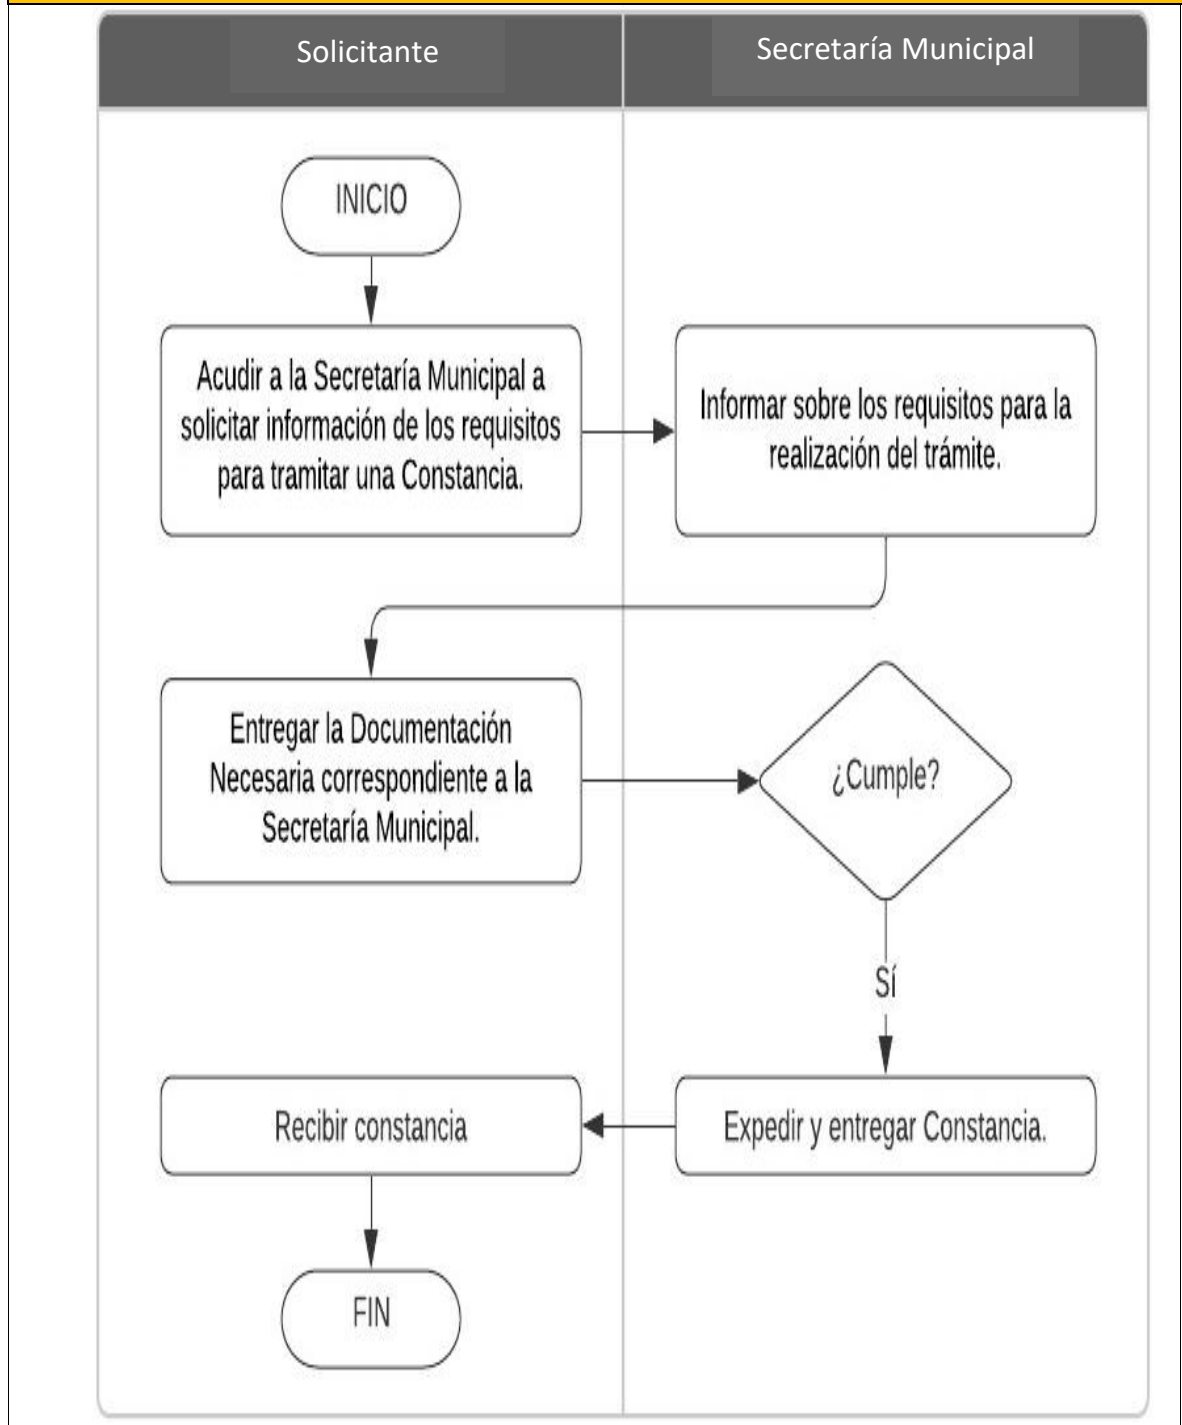 Solicitante
Secretaría Municipal
INICIO
Acudir a la Secretaría Municipal a
solicitar información de los requisitos
para tramitar una Constancia.
Informar sobre los requisitos para la
realización del trámite.
Entregar la Documentación
Necesaria correspondiente a la
Secretaría Municipal.
¿Cumple?
Sí
Recibir constancia
Expedir y entregar Constancia.
FIN